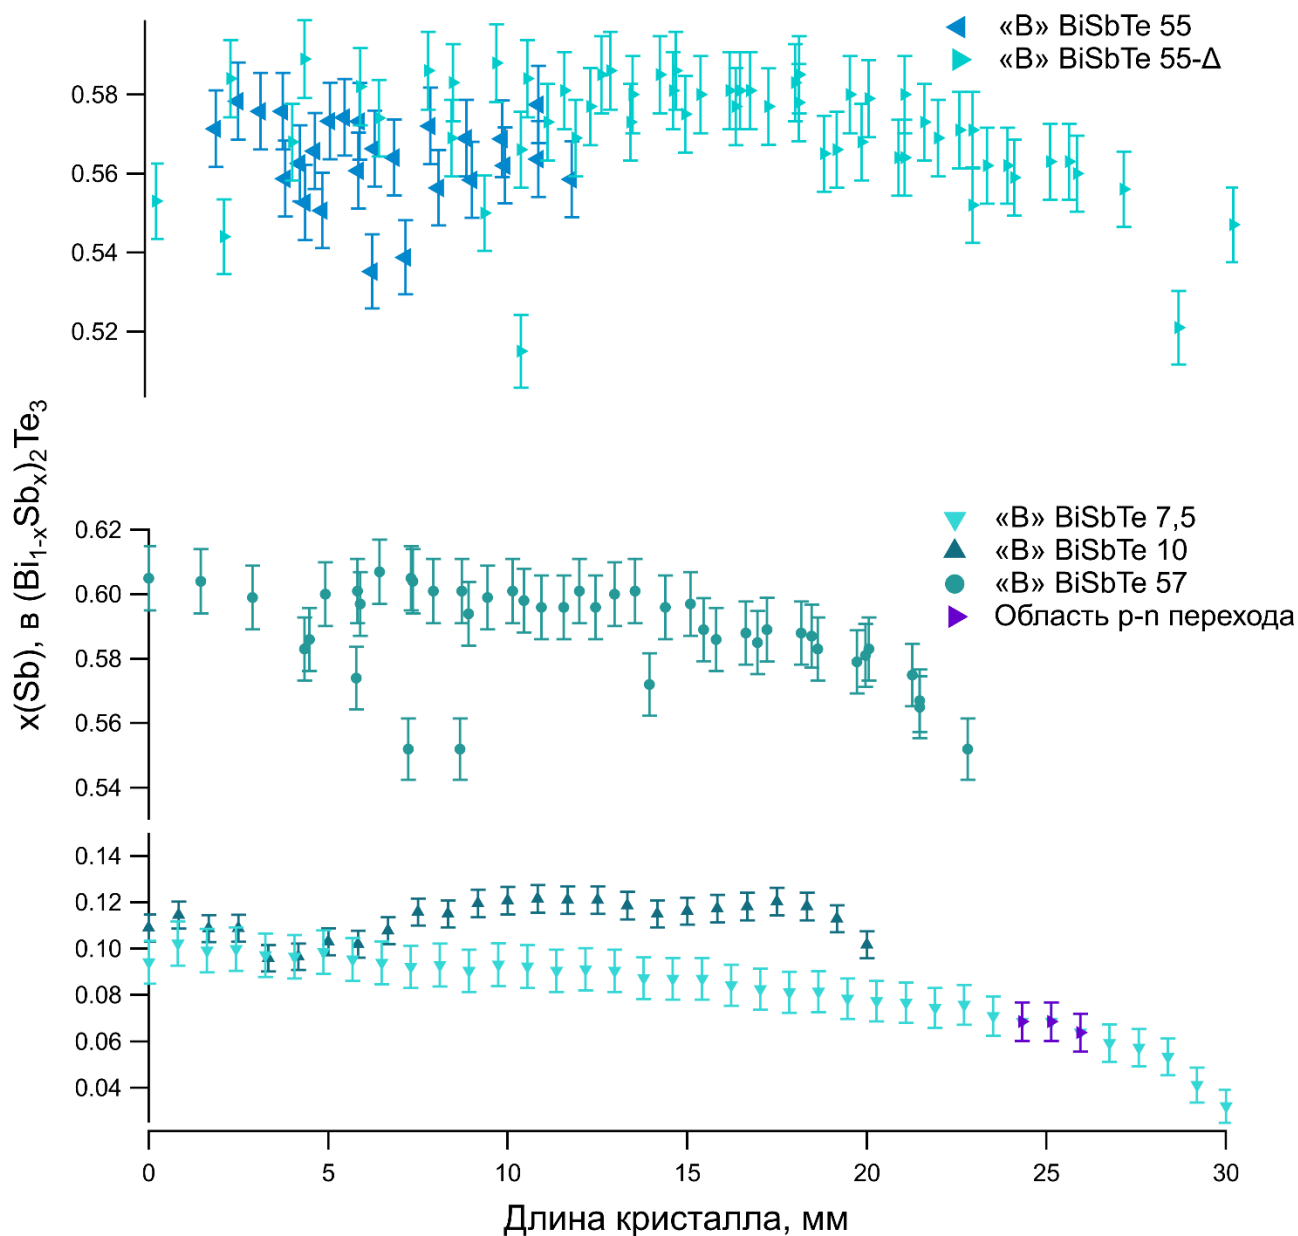 «B» BiSbTe 55
«B» BiSbTe 55-Δ
0.58
0.56
0.54
0.52
x(Sb), в (Bi1-xSbx)2Te3
«B» BiSbTe 7,5
«B» BiSbTe 10
«B» BiSbTe 57
Область p-n перехода
0.62
0.60
0.58
0.56
0.54
0.14
0.12
0.10
0.08
0.06
0.04
0 5 10 15 20 25 30
Длина кристалла, мм